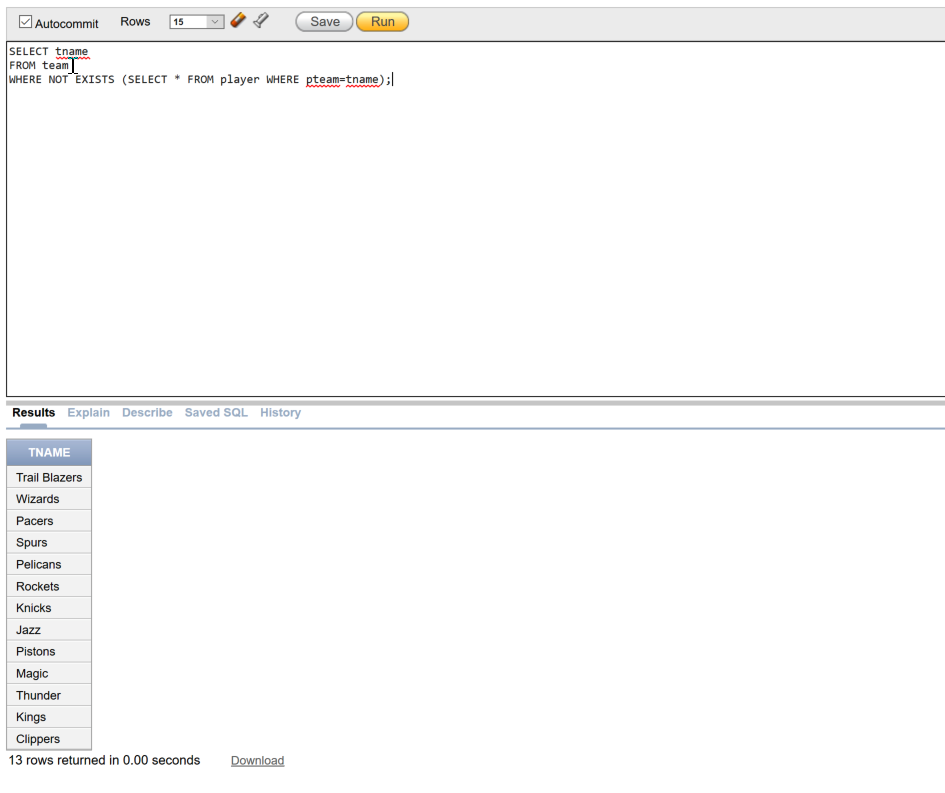 Autocommit Rows 15 Save Run
SELECT tname
FROM team
WHERE NOT EXISTS (SELECT * FROM player WHERE pteam=tname);
Results Explain Describe Saved SQL History
TNAME
Trail Blazers
Wizards
Pacers
Spurs
Pelicans
Rockets
Knicks
Jazz
Pistons
Magic
Thunder
Kings
Clippers
13 rows returned in 0.00 seconds Download